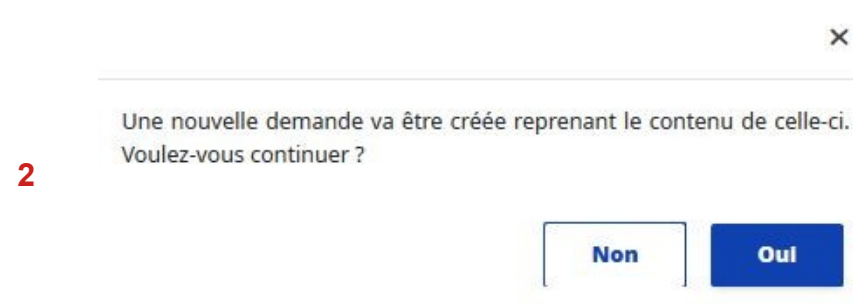 ×
Une nouvelle demande va être créée reprenant le contenu de celle-ci.
Voulez-vous continuer ?
2
Non Oui